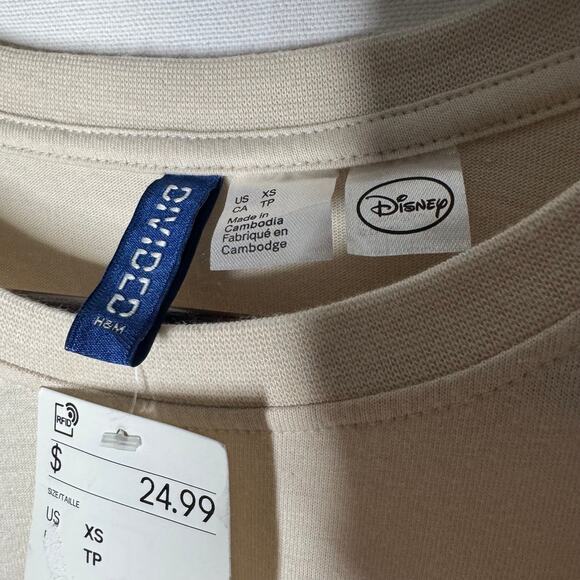 DIVIDED
H&M
US XS
CA TP
Made in
Cambodia
Fabriqué en
Cambodge
Disney
RFID
$
24.99
SIZE/TAILLE
US XS
TP